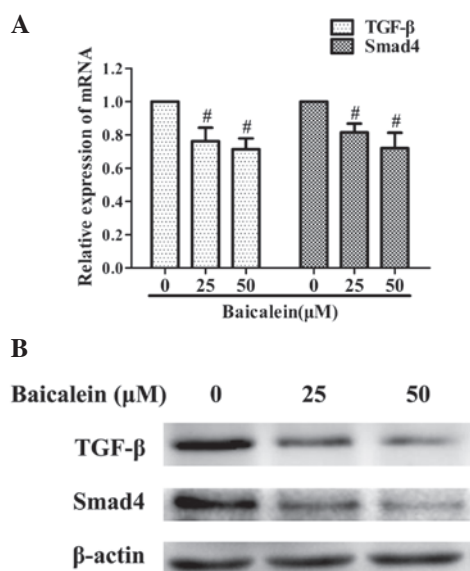 A
TGF-β
Smad4
Relative expression of mRNA
1.2
1.0
0.8
0.6
0.4
0.2
0.0
# # # #
0 25 50 0 25 50
Baicalein(μM)
B
Baicalein (μM) 0 25 50
TGF-β
Smad4
β-actin